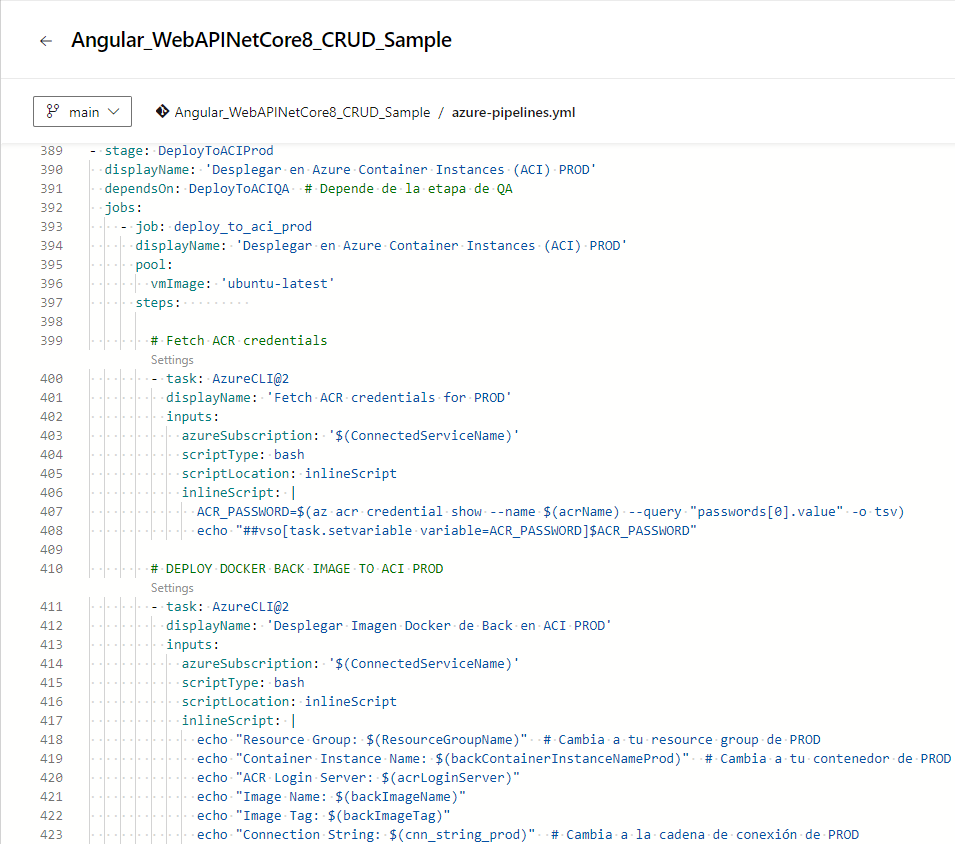 Angular_WebAPINetCore8_CRUD_Sample
main Angular_WebAPINetCore8_CRUD_Sample / azure-pipelines.yml
389 - stage: DeployToACIProd
390 displayName: 'Desplegar en Azure Container Instances (ACI) PROD'
391 dependsOn: DeployToACIQA # Depende de la etapa de QA
392 jobs:
393 - job: deploy_to_aci_prod
394 displayName: 'Desplegar en Azure Container Instances (ACI) PROD'
395 pool:
396 vmImage: 'ubuntu-latest'
397 steps:
398
399 # Fetch ACR credentials
Settings
400 - task: AzureCLI@2
401 displayName: 'Fetch ACR credentials for PROD'
402 inputs:
403 azureSubscription: '$(ConnectedServiceName)'
404 scriptType: bash
405 scriptLocation: inlineScript
406 inlineScript: |
407 ACR_PASSWORD=$(az acr credential show --name $(acrName) --query "passwords[0].value" -o tsv)
408 echo "##vso[task.setvariable variable=ACR_PASSWORD]$ACR_PASSWORD"
409
410 # DEPLOY DOCKER BACK IMAGE TO ACI PROD
Settings
411 - task: AzureCLI@2
412 displayName: 'Desplegar Imagen Docker de Back en ACI PROD'
413 inputs:
414 azureSubscription: '$(ConnectedServiceName)'
415 scriptType: bash
416 scriptLocation: inlineScript
417 inlineScript: |
418 echo "Resource Group: $(ResourceGroupName)" # Cambia a tu resource group de PROD
419 echo "Container Instance Name: $(backContainerInstanceNameProd)" # Cambia a tu contenedor de PROD
420 echo "ACR Login Server: $(acrLoginServer)"
421 echo "Image Name: $(backImageName)"
422 echo "Image Tag: $(backImageTag)"
423 echo "Connection String: $(cnn_string_prod)" # Cambia a la cadena de conexión de PROD